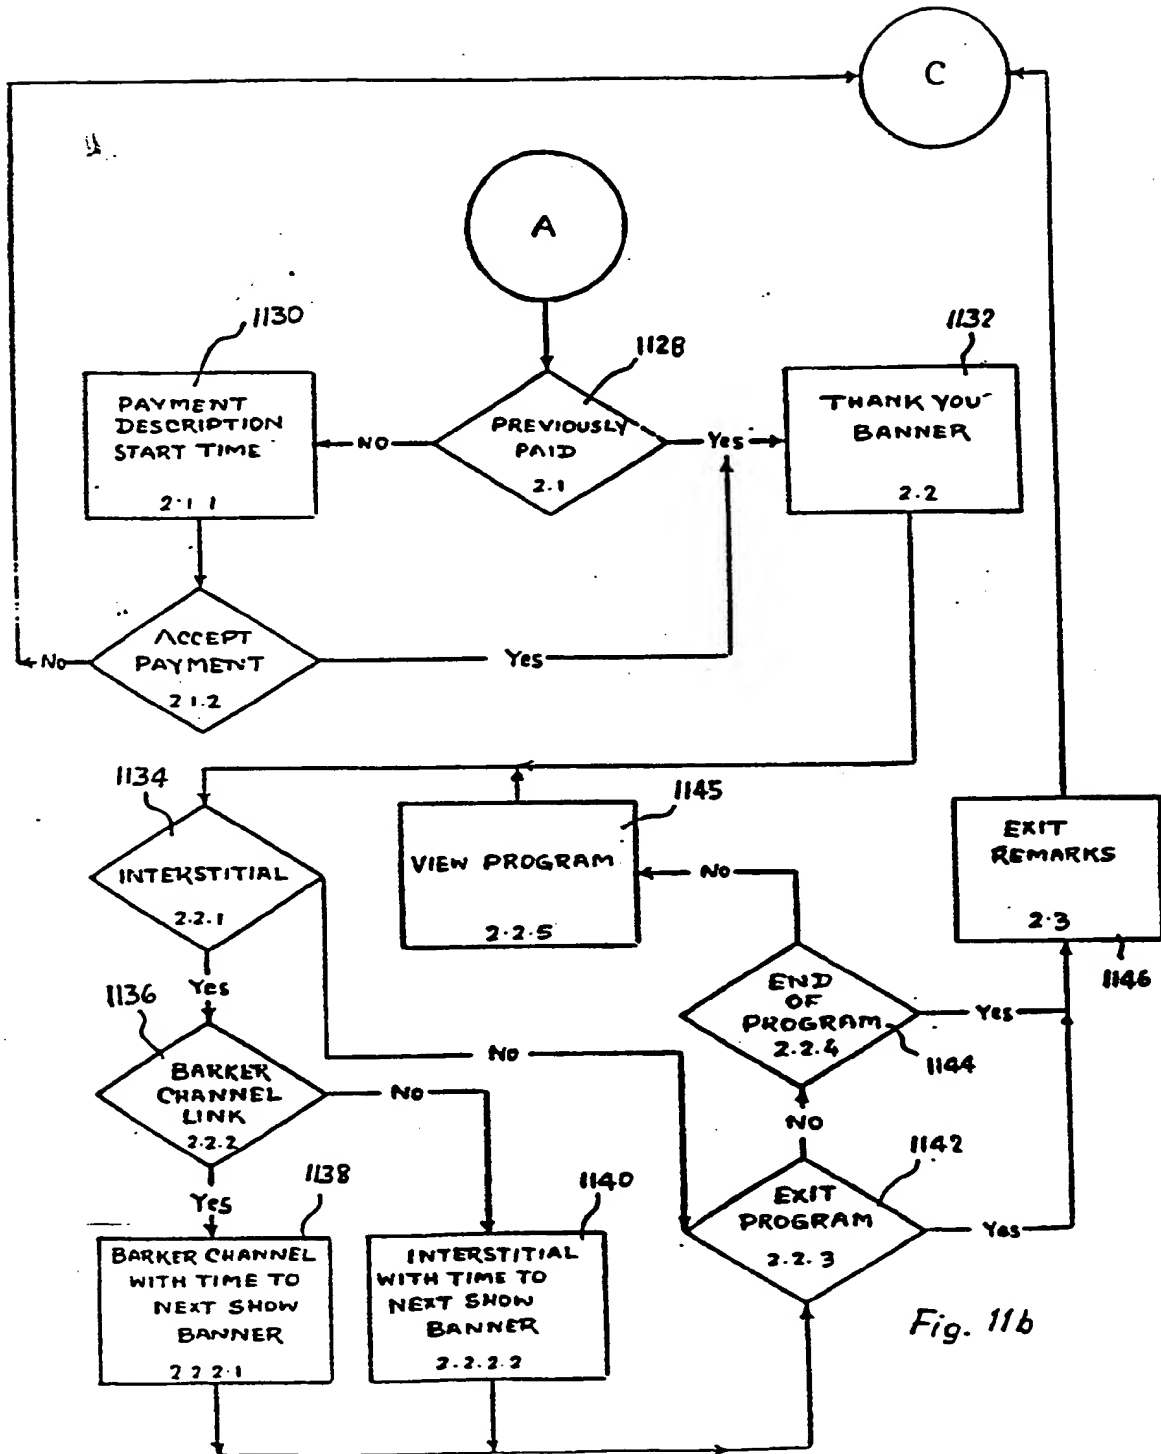 C
A
1130
1128
1132
PAYMENT
DESCRIPTION
START TIME
2.1 1
NO
PREVIOUSLY
PAID
2.1
Yes
THANK YOU
BANNER
2.2
ACCEPT
PAYMENT
2 1.2
No
Yes
1134
INTERSTITIAL
2.2.1
Yes
No
1145
VIEW PROGRAM
2.2.5
No
EXIT
REMARKS
2.3
1146
1136
BARKER
CHANNEL
LINK
2.2.2
No
Yes
END
OF
PROGRAM
2.2.4
1144
Yes
NO
1138
BARKER CHANNEL
WITH TIME TO
NEXT SHOW
BANNER
2 2 2.1
1140
INTERSTITIAL
WITH TIME TO
NEXT SHOW
BANNER
2.2.2.2
1142
EXIT
PROGRAM
2.2.3
Yes
Fig. 11b